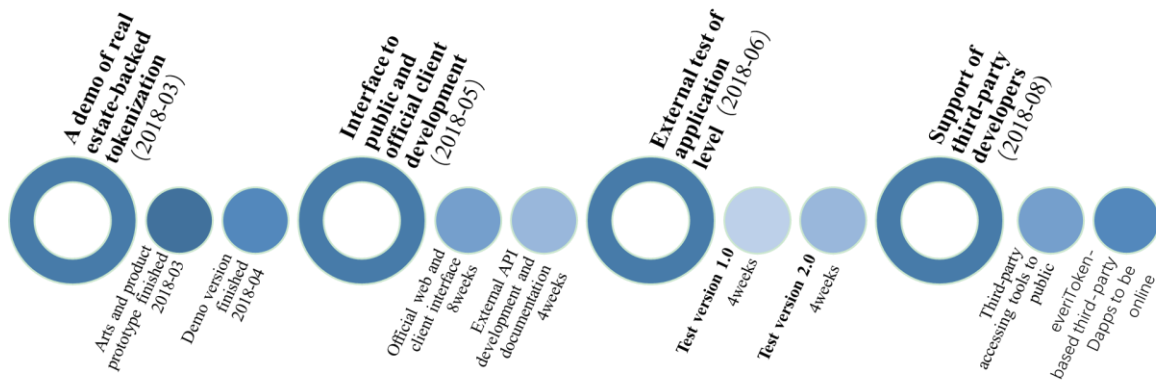 A demo of real
estate-backed
tokenization
(2018-03)
Arts and product
prototype finished
2018-03
Demo version
finished
2018-04
Interface to
public and
official client
development
(2018-05)
Official web and
client interface
8weeks
External API
development and
documentation
4weeks
External test of
application
level (2018-06)
Test version 1.0
4weeks
Test version 2.0
4weeks
Support of
third-party
developers
(2018-08)
Third-party
accessing tools to
public
everiToken-
based third-party
Dapps to be
online